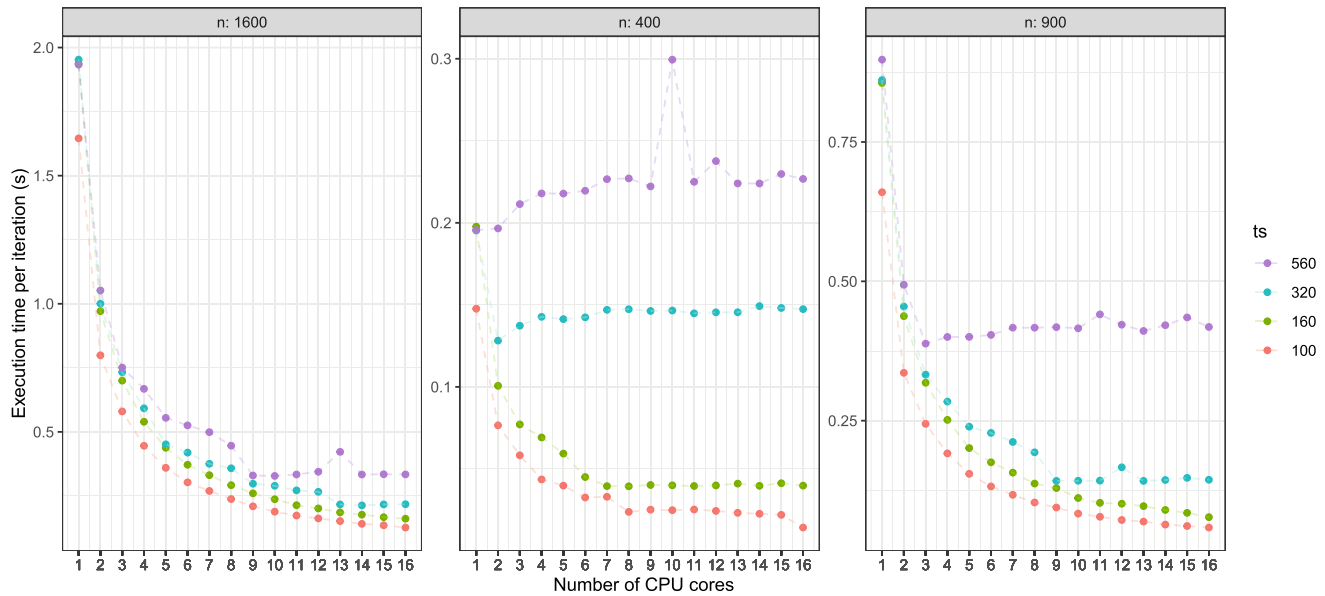 n: 1600
n: 400
n: 900
Execution time per iteration (s)
2.0
1.5
1.0
0.5
0.3
0.2
0.1
0.75
0.50
0.25
1 2 3 4 5 6 7 8 9 10 11 12 13 14 15 16
1 2 3 4 5 6 7 8 9 10 11 12 13 14 15 16
1 2 3 4 5 6 7 8 9 10 11 12 13 14 15 16
Number of CPU cores
ts
560
320
160
100